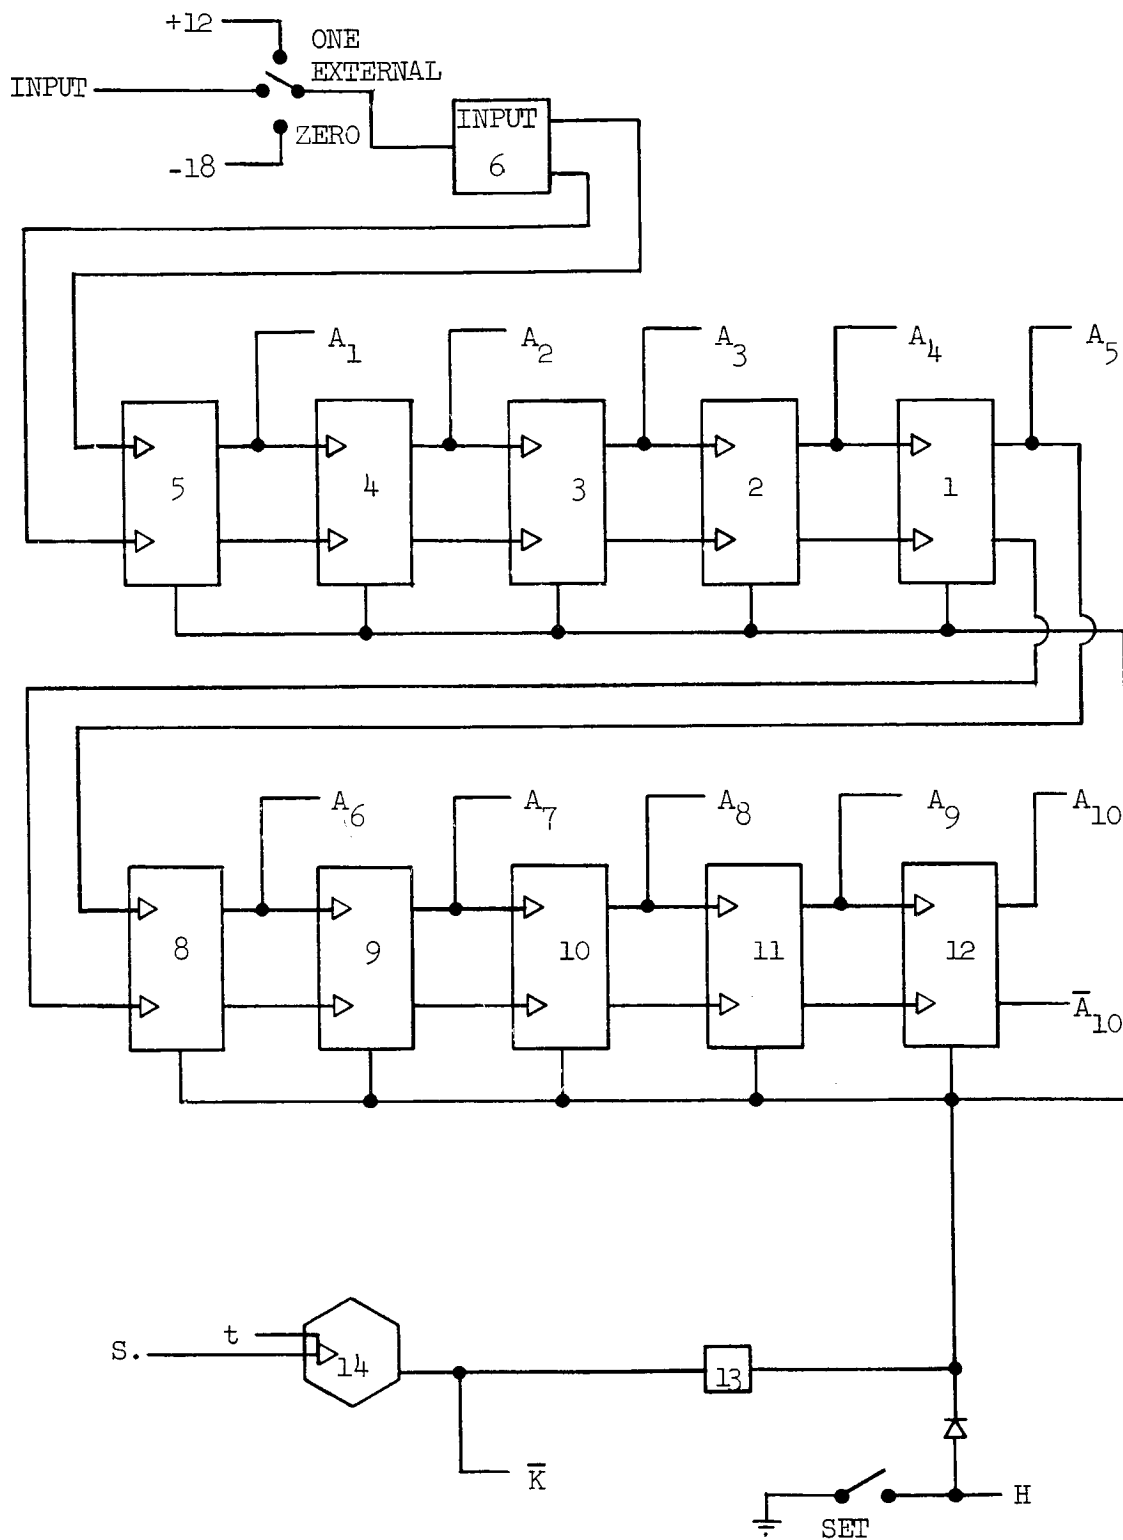 +12
ONE
EXTERNAL
INPUT
ZERO
-18
INPUT
6
A₁ A₂ A₃ A₄ A₅
5 4 3 2 1
A₆ A₇ A₈ A₉ A₁₀
8 9 10 11 12
A̅₁₀
t
S.
14
13
K̅
H
SET